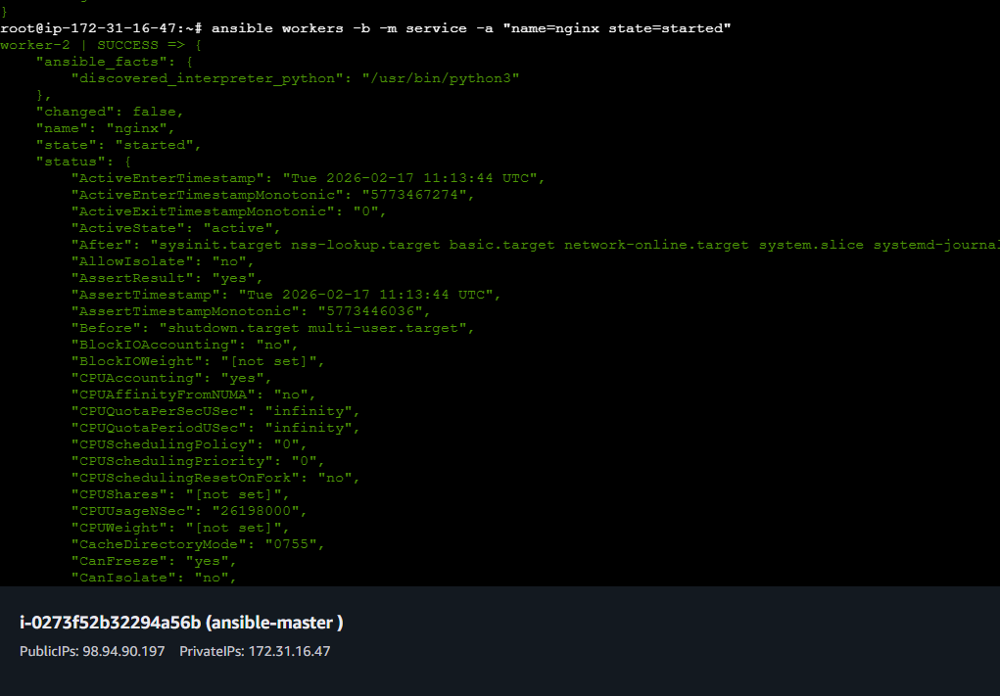 }
root@ip-172-31-16-47:~# ansible workers -b -m service -a "name=nginx state=started"
worker-2 | SUCCESS => {
    "ansible_facts": {
        "discovered_interpreter_python": "/usr/bin/python3"
    },
    "changed": false,
    "name": "nginx",
    "state": "started",
    "status": {
        "ActiveEnterTimestamp": "Tue 2026-02-17 11:13:44 UTC",
        "ActiveEnterTimestampMonotonic": "5773467274",
        "ActiveExitTimestampMonotonic": "0",
        "ActiveState": "active",
        "After": "sysinit.target nss-lookup.target basic.target network-online.target system.slice systemd-journal
        "AllowIsolate": "no",
        "AssertResult": "yes",
        "AssertTimestamp": "Tue 2026-02-17 11:13:44 UTC",
        "AssertTimestampMonotonic": "5773446036",
        "Before": "shutdown.target multi-user.target",
        "BlockIOAccounting": "no",
        "BlockIOWeight": "[not set]",
        "CPUAccounting": "yes",
        "CPUAffinityFromNUMA": "no",
        "CPUQuotaPerSecUSec": "infinity",
        "CPUQuotaPeriodUSec": "infinity",
        "CPUSchedulingPolicy": "0",
        "CPUSchedulingPriority": "0",
        "CPUSchedulingResetOnFork": "no",
        "CPUShares": "[not set]",
        "CPUUsageNSec": "26198000",
        "CPUWeight": "[not set]",
        "CacheDirectoryMode": "0755",
        "CanFreeze": "yes",
        "CanIsolate": "no",
i-0273f52b32294a56b (ansible-master )
PublicIPs: 98.94.90.197 PrivateIPs: 172.31.16.47